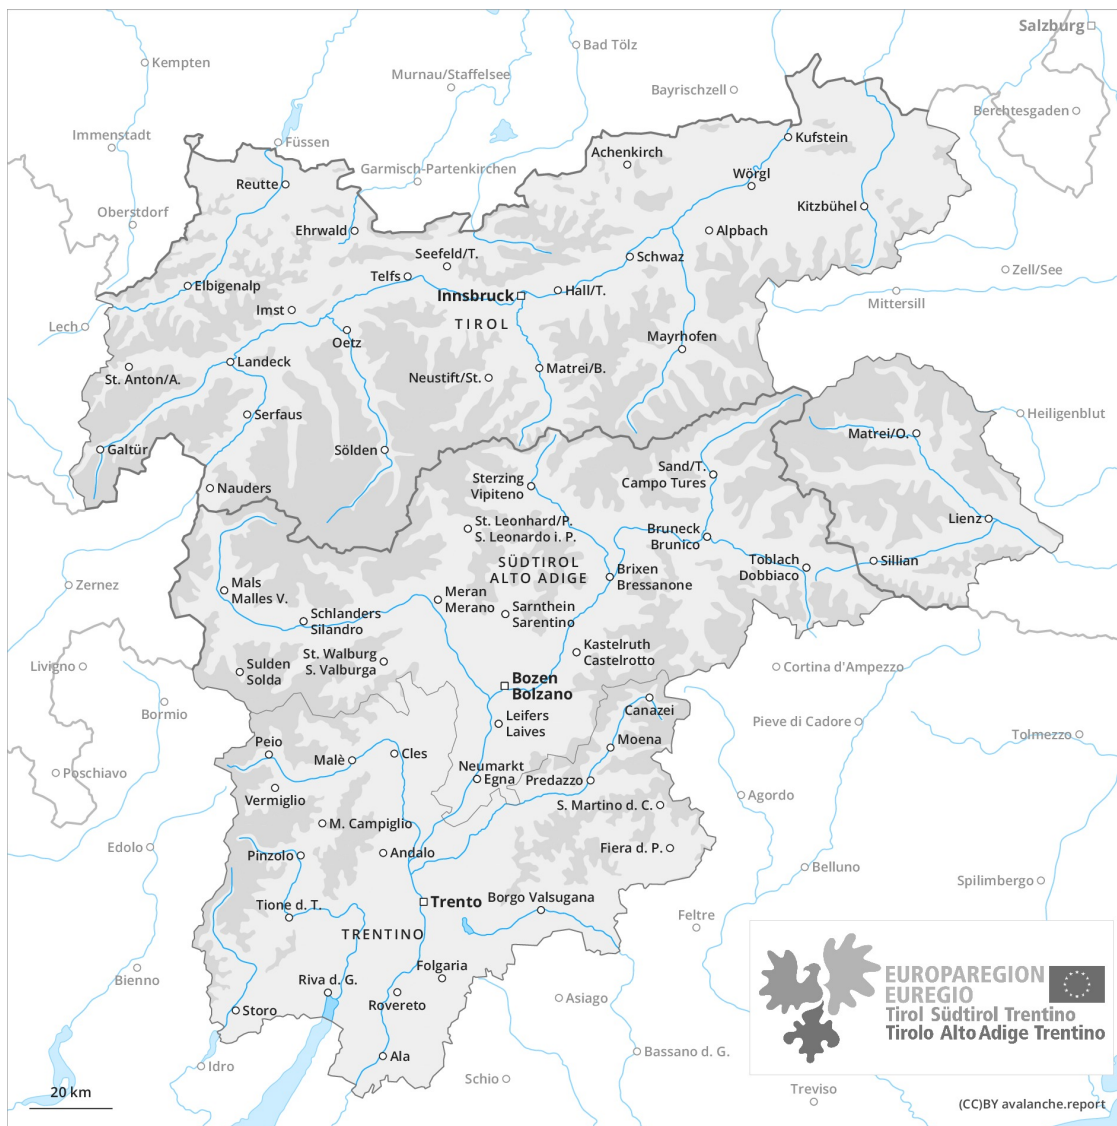 Salzburg
Bad Tölz
Kempten
Murnau/Staffelsee
Bayrischzell
Berchtesgaden
Immenstadt
Füssen
Kufstein
Achenkirch
Garmisch-Partenkirchen
Wörgl
Reutte
Kitzbühel
Oberstdorf
Ehrwald
Alpbach
Seefeld/T.
Schwaz
Zell/See
Telfs
Elbigenalp
Innsbruck
Hall/T.
Mittersill
Imst
TIROL
Lech
Oetz
Mayrhofen
Landeck
Matrei/B.
St. Anton/A.
Neustift/St.
Serfaus
Heiligenblut
Matrei/O.
Galtür
Sölden
Sand/T.
Campo Tures
Sterzing
Vipiteno
Nauders
Lienz
St. Leonhard/P.
S. Leonardo i. P.
Bruneck
Brunico
SÜDTIROL
ALTO ADIGE
Toblach
Dobbiaco
Sillian
Brixen
Bressanone
Zernez
Mals
Malles V.
Meran
Merano
Schlanders
Silandro
Sarnthein
Sarentino
Kastelruth
Castelrotto
St. Walburg
S. Valburga
Livigno
Sulden
Solda
Cortina d'Ampezzo
Bozen
Bolzano
Bormio
Canazei
Leifers
Laives
Pieve di Cadore
Tolmezzo
Peio
Moena
Malè
Cles
Neumarkt
Egna
Poschiavo
Predazzo
Vermiglio
S. Martino d. C.
Agordo
M. Campiglio
Edolo
Pinzolo
Andalo
Fiera d. P.
Belluno
Spilimbergo
Tione d. T.
Trento
Borgo Valsugana
Feltre
TRENTINO
Bienno
Folgaria
Riva d. G.
Rovereto
Asiago
Storo
EUROPAREGION
EUREGIO
Tirol Südtirol Trentino
Tirolo Alto Adige Trentino
Ala
Bassano d. G.
Idro
Schio
Treviso
20 km
(CC)BY avalanche.report